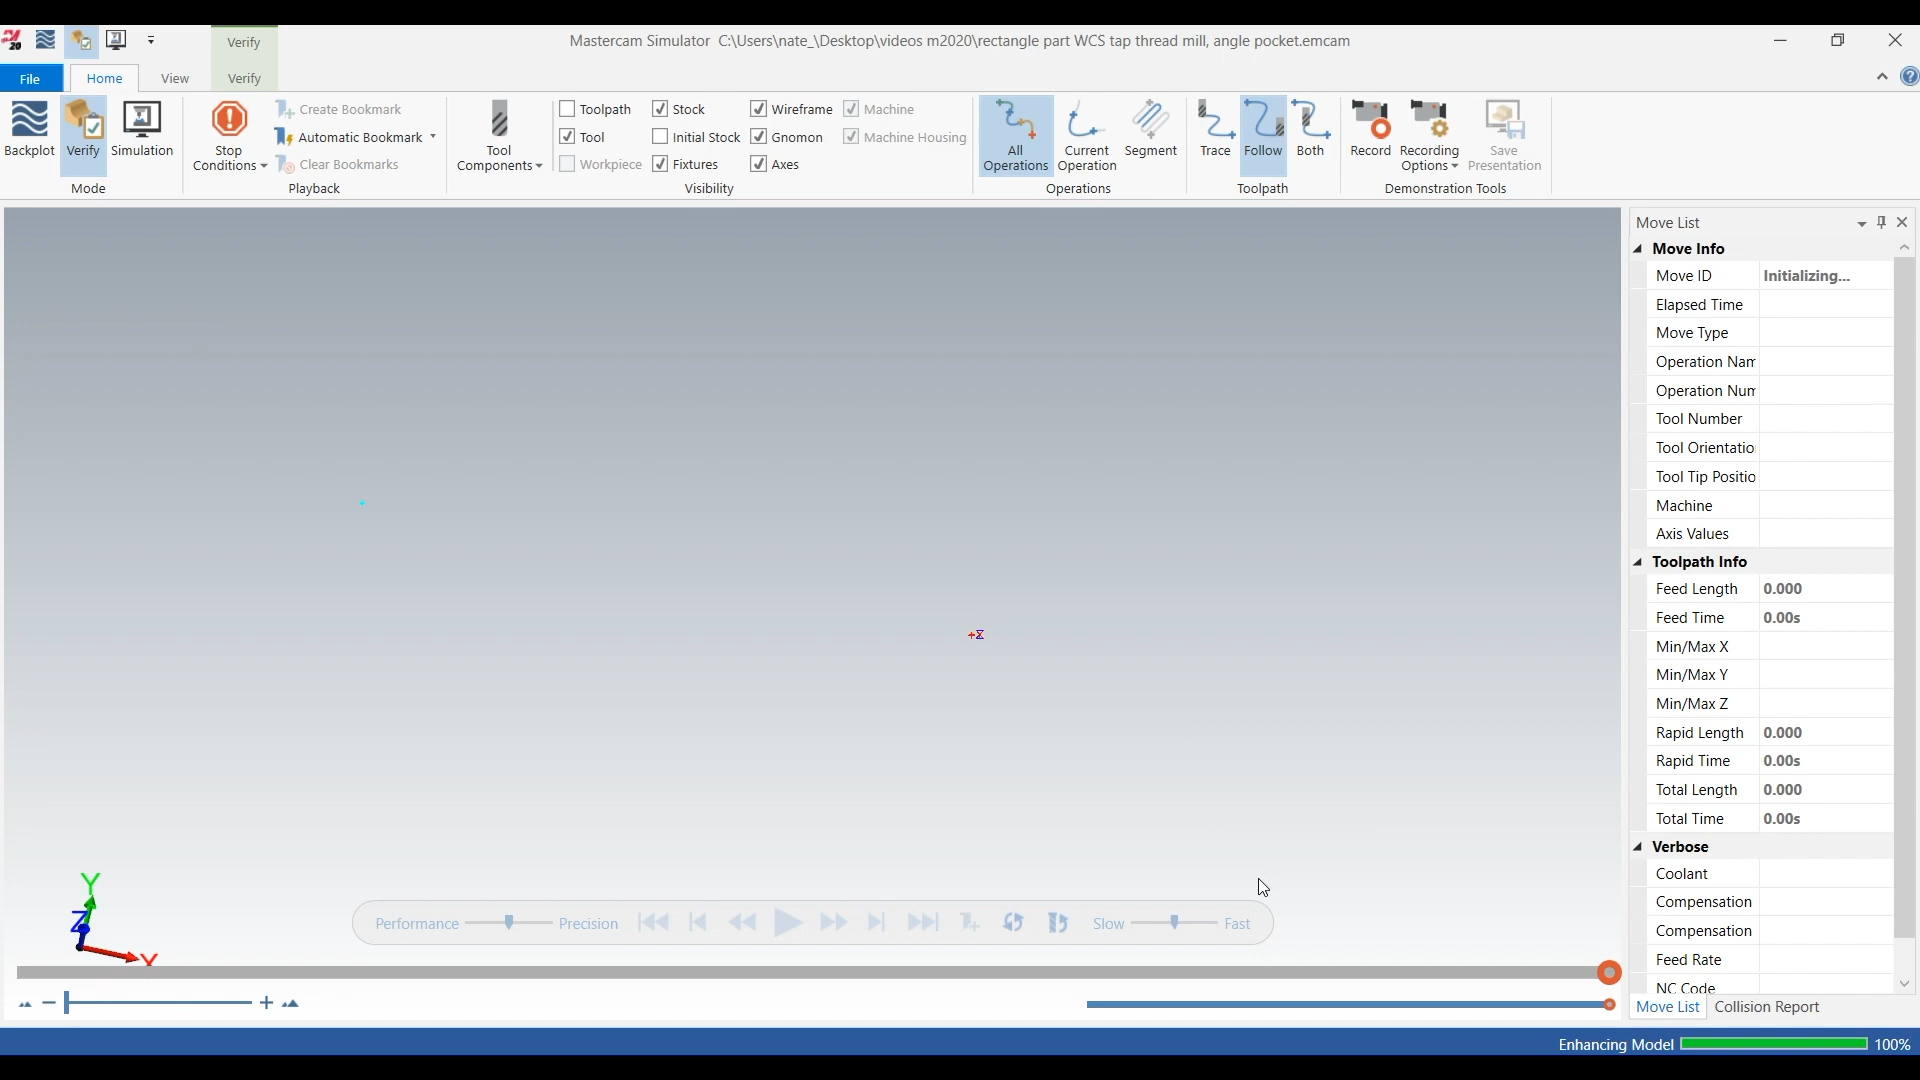 20
Verify
Mastercam Simulator C:\Users\nate_\Desktop\videos m2020\rectangle part WCS tap thread mill, angle pocket.emcam
File
Home
View
Verify
Backplot
Verify
Simulation
Mode
Stop
Conditions
Create Bookmark
Automatic Bookmark
Clear Bookmarks
Playback
Tool
Components
Toolpath
Stock
Wireframe
Machine
Tool
Initial Stock
Gnomon
Machine Housing
Workpiece
Fixtures
Axes
Visibility
All
Operations
Current
Operation
Segment
Operations
Trace
Follow
Both
Toolpath
Record
Recording
Options
Save
Presentation
Demonstration Tools
Move List
Move Info
Move ID Initializing...
Elapsed Time
Move Type
Operation Nam
Operation Num
Tool Number
Tool Orientatio
Tool Tip Positio
Machine
Axis Values
Toolpath Info
Feed Length 0.000
Feed Time 0.00s
Min/Max X
Min/Max Y
Min/Max Z
Rapid Length 0.000
Rapid Time 0.00s
Total Length 0.000
Total Time 0.00s
Verbose
Coolant
Compensation
Compensation
Feed Rate
NC Code
Move List
Collision Report
Y
Z
X
Performance
Precision
Slow
Fast
Enhancing Model
100%